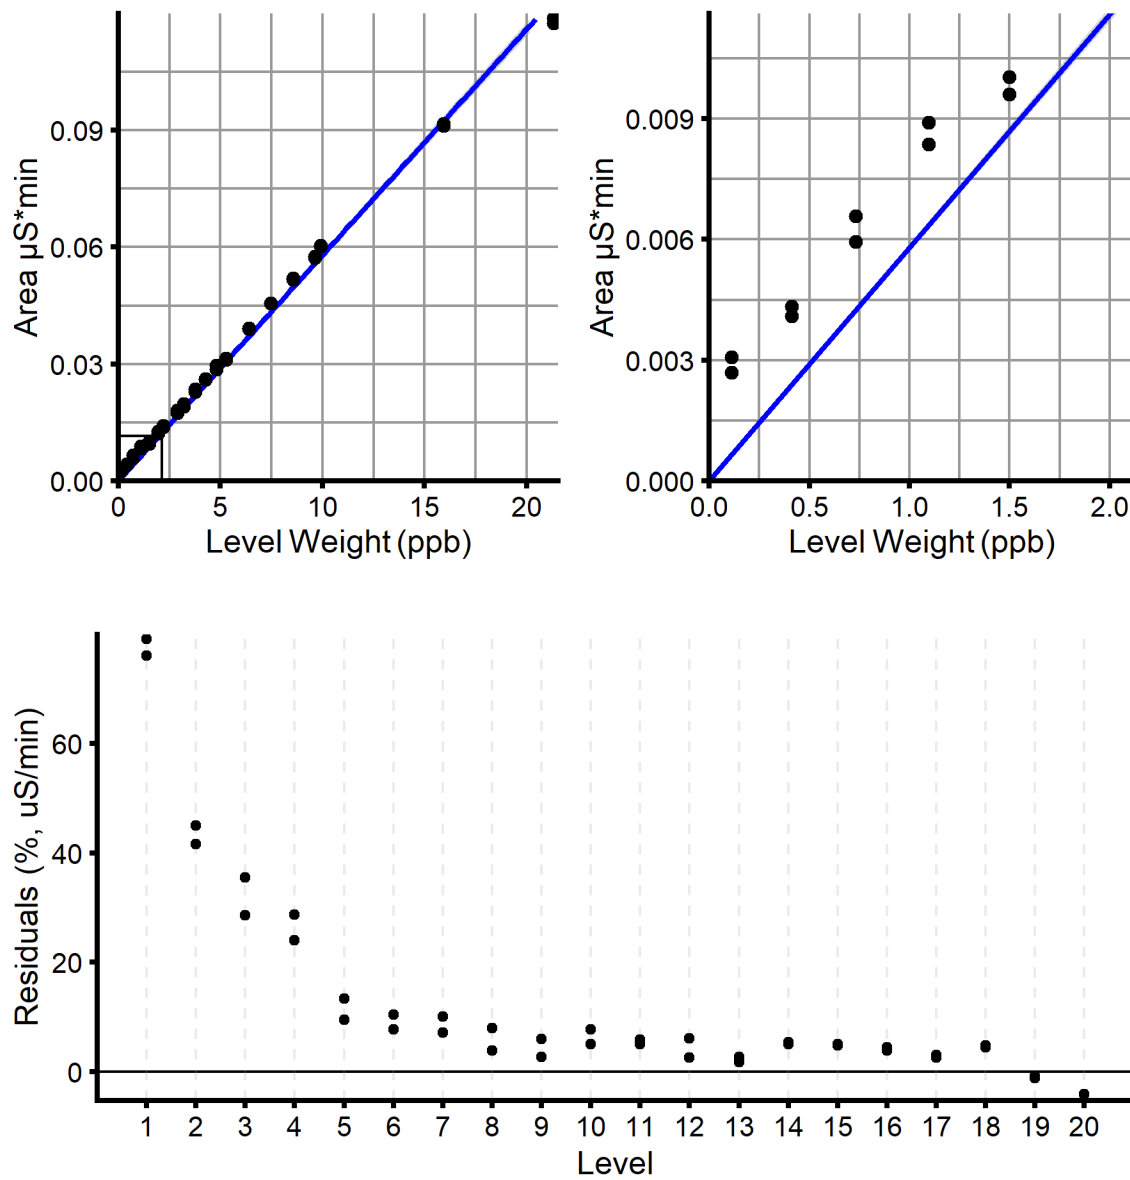 Area µS*min
0.09
0.06
0.03
0.00
0 5 10 15 20
Level Weight (ppb)
Area µS*min
0.009
0.006
0.003
0.000
0.0 0.5 1.0 1.5 2.0
Level Weight (ppb)
Residuals (%, uS/min)
60
40
20
0
1 2 3 4 5 6 7 8 9 10 11 12 13 14 15 16 17 18 19 20
Level